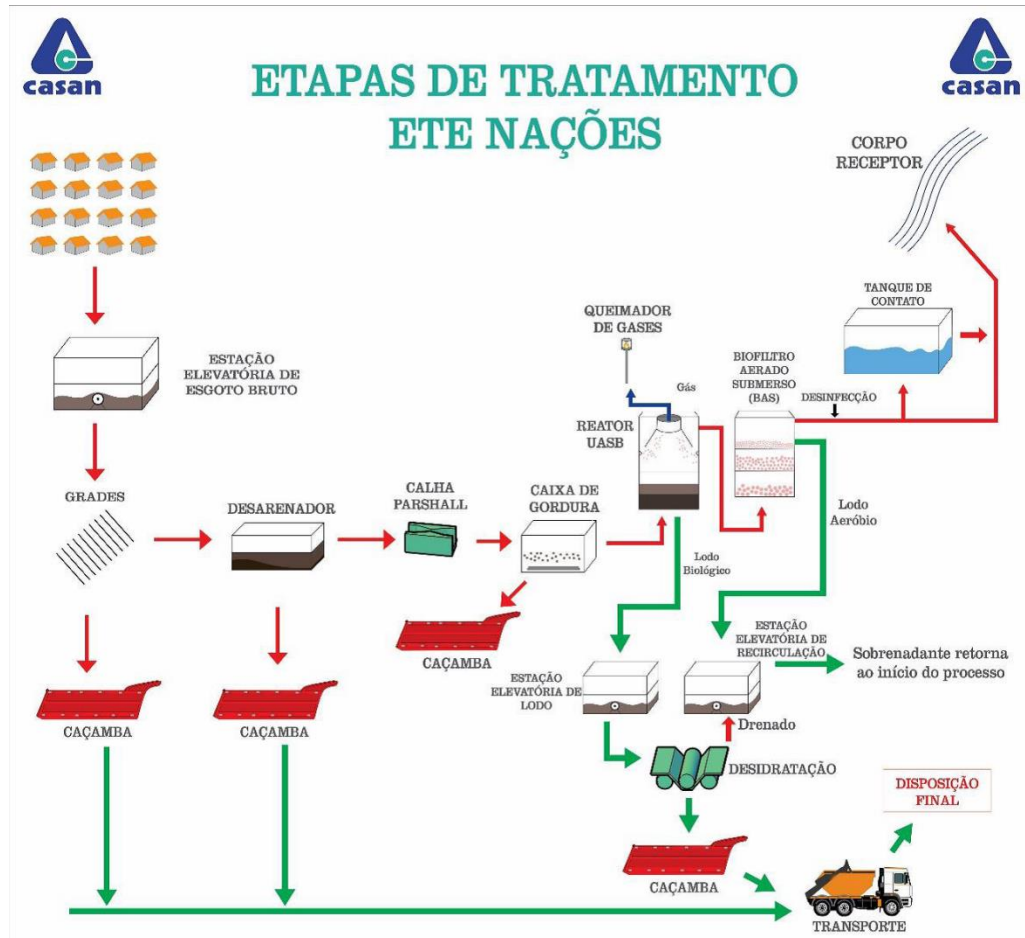 casan
ETAPAS DE TRATAMENTO
ETE NAÇÕES
casan
CORPO
RECEPTOR
TANQUE DE
CONTATO
QUEIMADOR
DE GASES
ESTAÇÃO
ELEVATÓRIA DE
ESGOTO BRUTO
BIOFILTRO
AERADO
SUBMERSO
(BAS)
DESINFECÇÃO
Gás
REATOR
UASB
GRADES
DESARENADOR
CALHA
PARSHALL
CAIXA DE
GORDURA
Lodo
Aeróbio
Lodo
Biológico
CAÇAMBA
ESTAÇÃO
ELEVATÓRIA DE
RECIRCULAÇÃO
Sobrenadante retorna
ao início do processo
ESTAÇÃO
ELEVATÓRIA DE
LODO
CAÇAMBA
CAÇAMBA
Drenado
DESIDRATAÇÃO
DISPOSIÇÃO
FINAL
CAÇAMBA
TRANSPORTE